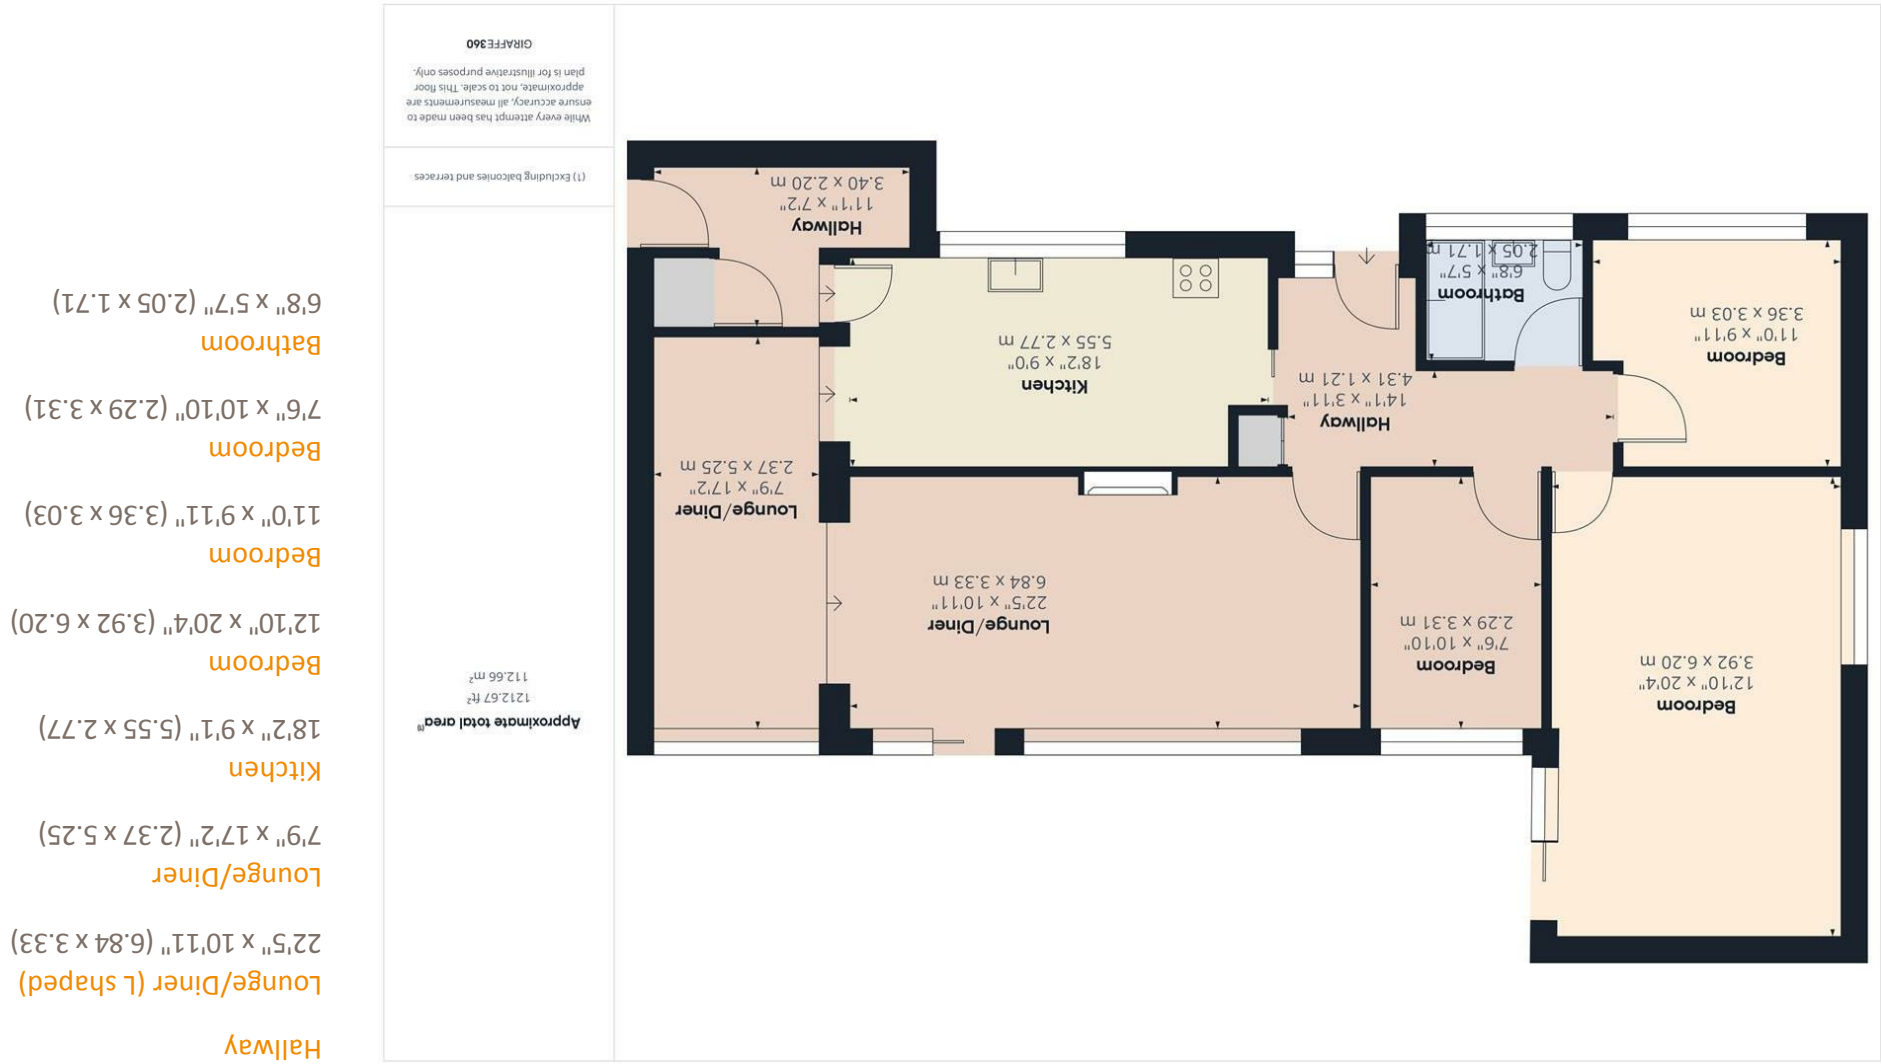 Hallway
Lounge/Diner (L shaped)
22'5" x 10'11" (6.84 x 3.33)
Lounge/Diner
7'9" x 17'2" (2.37 x 5.25)
Kitchen
18'2" x 9'1" (5.55 x 2.77)
Bedroom
12'10" x 20'4" (3.92 x 6.20)
Bedroom
11'0" x 9'11" (3.36 x 3.03)
Bedroom
7'6" x 10'10" (2.29 x 3.31)
Bathroom
6'8" x 5'7" (2.05 x 1.71)
Bedroom
12'10" x 20'4"
3.92 x 6.20 m
Bedroom
7'6" x 10'10"
2.29 x 3.31 m
Lounge/Diner
22'5" x 10'11"
6.84 x 3.33 m
Lounge/Diner
7'9" x 17'2"
2.37 x 5.25 m
Hallway
14'1" x 3'11"
4.31 x 1.21 m
Kitchen
18'2" x 9'0"
5.55 x 2.77 m
Bedroom
11'0" x 9'11"
3.36 x 3.03 m
Bathroom
6'8" x 5'7"
2.05 x 1.71 m
Hallway
11'1" x 7'2"
3.40 x 2.20 m
Approximate total area(1)
1212.67 ft²
112.66 m²
(1) Excluding balconies and terraces
While every attempt has been made to
ensure accuracy, all measurements are
approximate, not to scale. This floor
plan is for illustrative purposes only.
GIRAFFE360